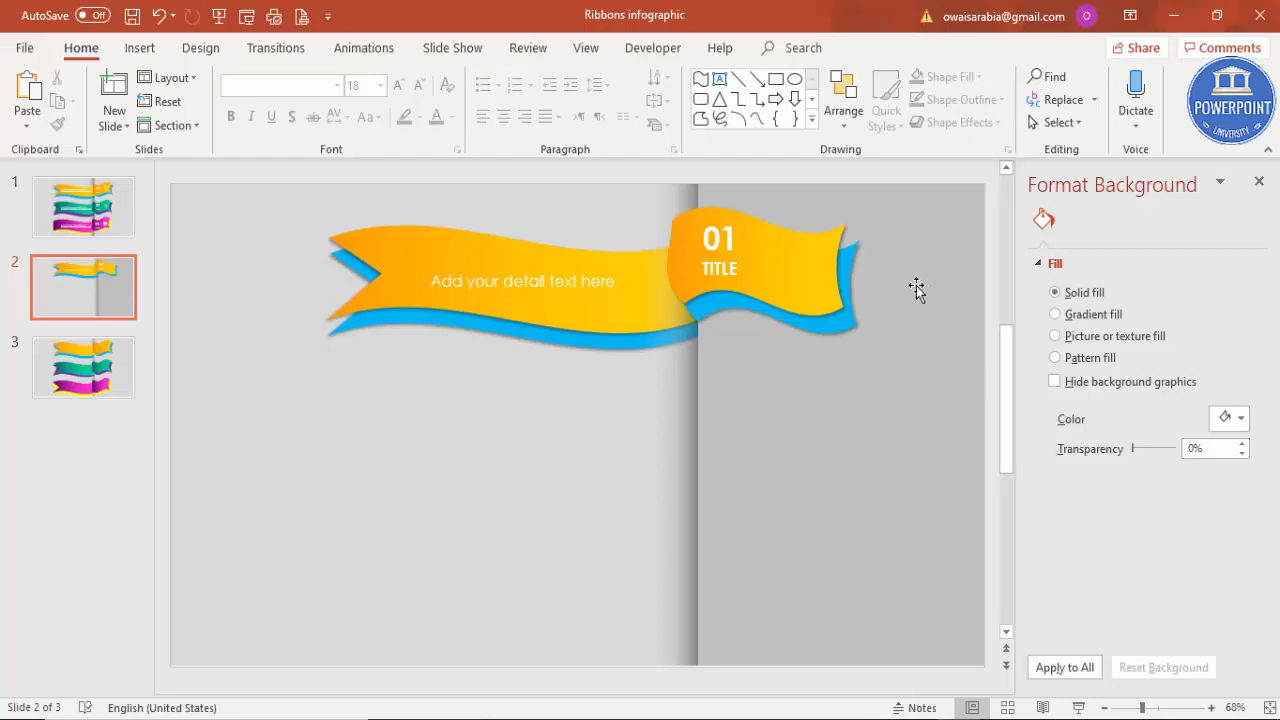 AutoSave Off Ribbons infographic owaisarabia@gmail.com O
File Home Insert Design Transitions Animations Slide Show Review View Developer Help Search Share Comments
Paste
Clipboard
New Slide
Layout
Reset
Section
Slides
18
B I U S ab AV Aa A
Font
Paragraph
Arrange
Quick Styles
Shape Fill
Shape Outline
Shape Effects
Drawing
Find
Replace
Select
Editing
Dictate
Voice
POWERPOINT
UNIVERSITY
1
2
3
01
TITLE
Add your detail text here
Format Background
Fill
Solid fill
Gradient fill
Picture or texture fill
Pattern fill
Hide background graphics
Color
Transparency 0%
Apply to All Reset Background
Slide 2 of 3 English (United States) Notes 68%